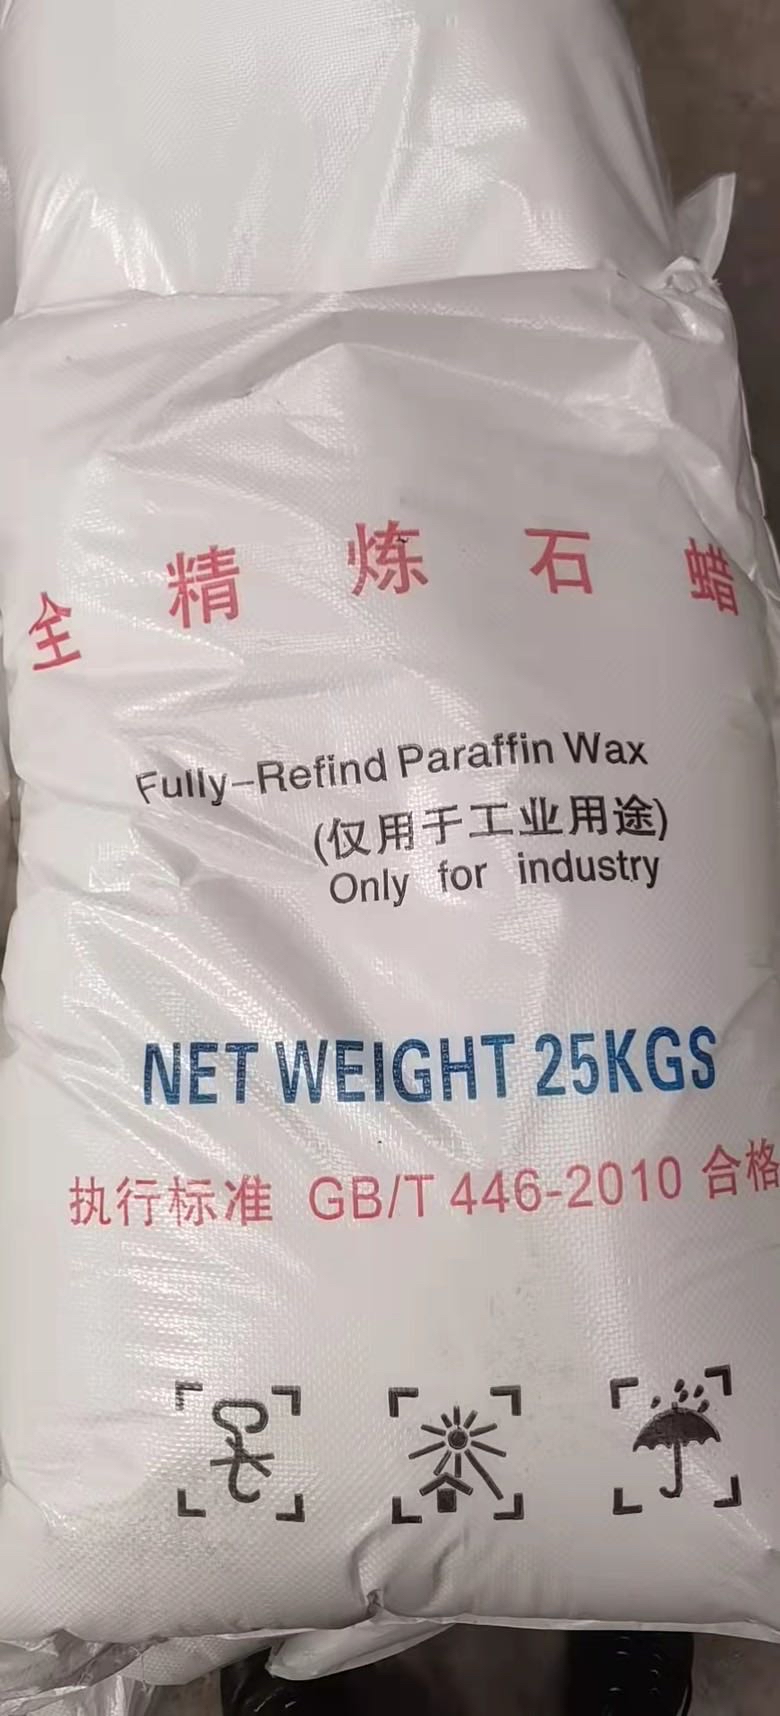 全精炼石蜡
Fully-Refind Paraffin Wax
(仅用于工业用途)
Only for industry
NET WEIGHT 25KGS
执行标准 GB/T 446-2010 合格